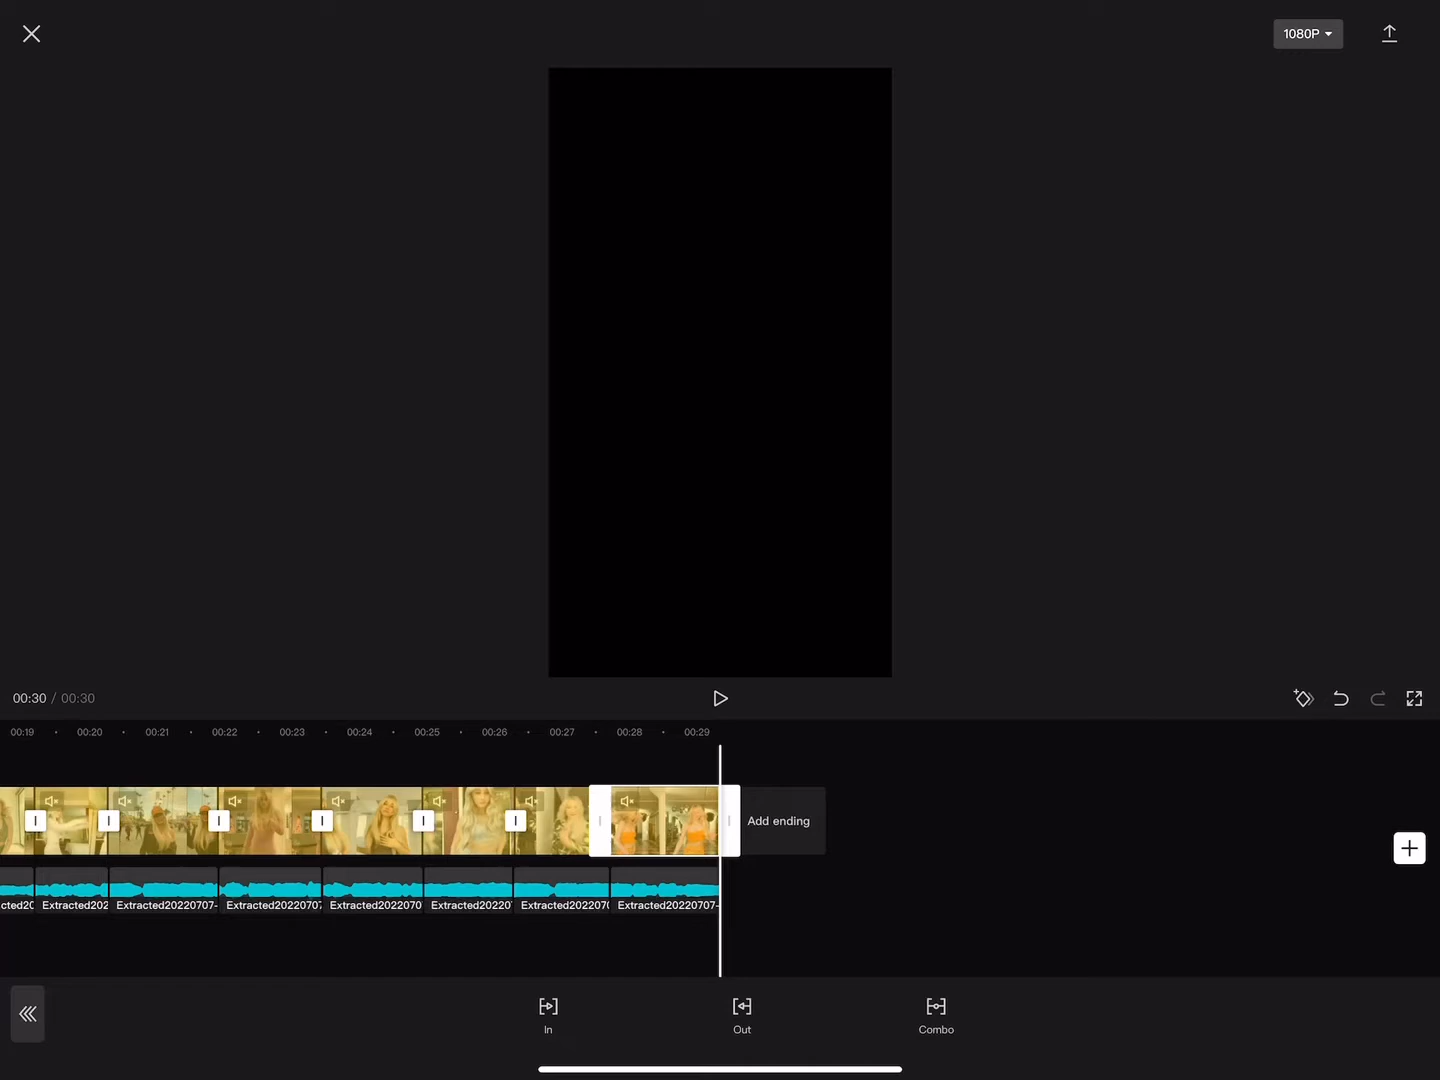 1080P
00:30 / 00:30
00:19 00:20 00:21 00:22 00:23 00:24 00:25 00:26 00:27 00:28 00:29
Add ending
cted20 Extracted202 Extracted20220707- Extracted20220707 Extracted2022070 Extracted20220 Extracted2022070 Extracted20220707-
In Out Combo